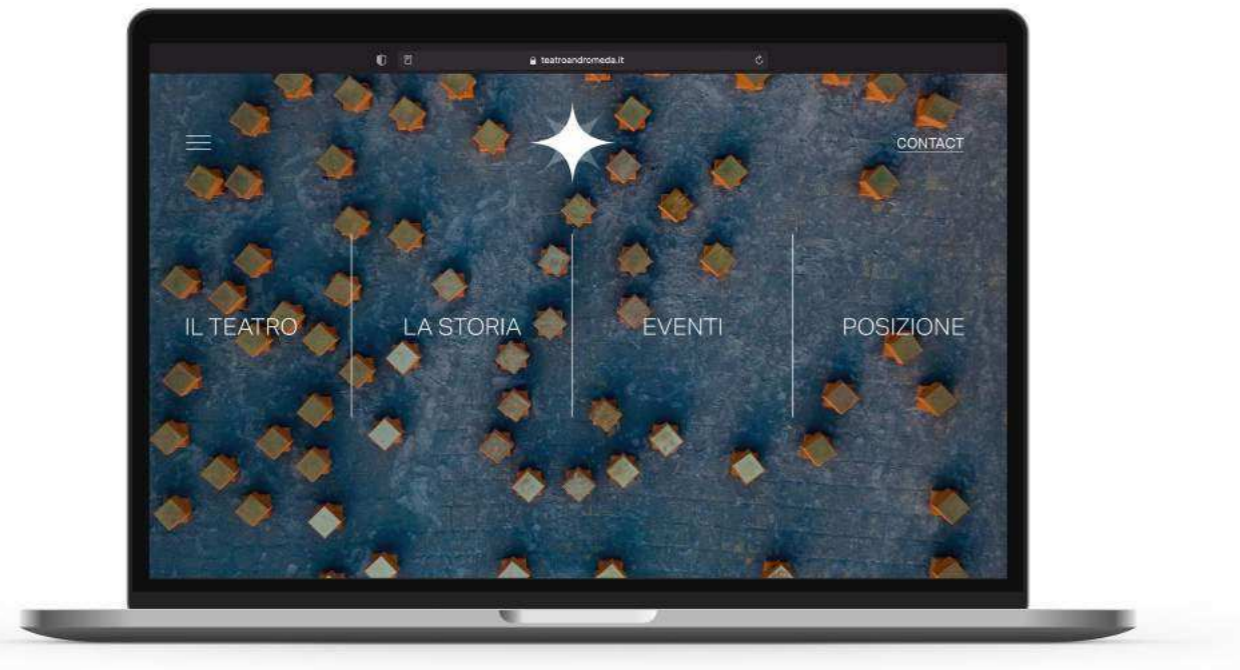 teatroandromeda.it
CONTACT
IL TEATRO
LA STORIA
EVENTI
POSIZIONE